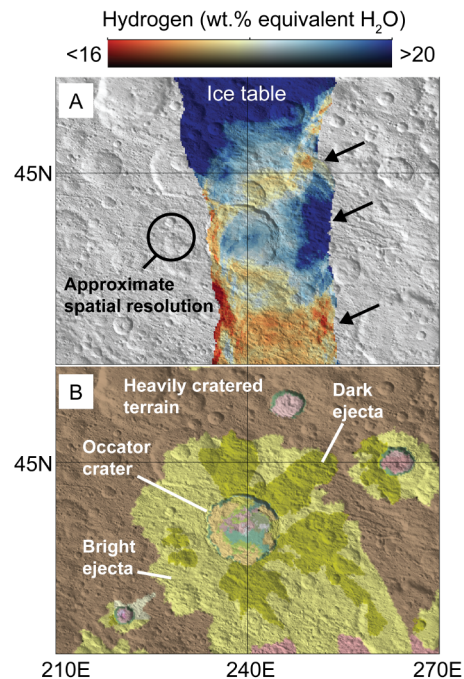 Hydrogen (wt.% equivalent H₂O)
<16
>20
A
Ice table
45N
Approximate
spatial resolution
B
Heavily cratered
terrain
Dark
ejecta
Occator
crater
45N
Bright
ejecta
210E
240E
270E